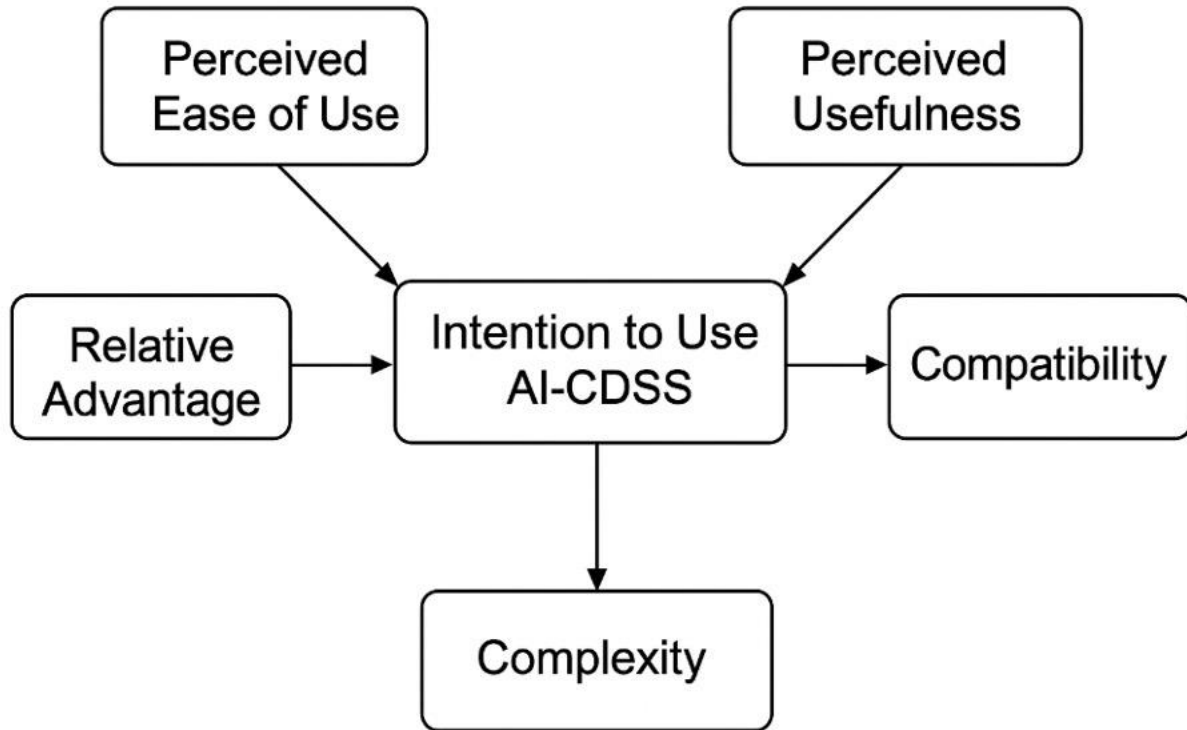 Perceived
Ease of Use
Perceived
Usefulness
Relative
Advantage
Intention to Use
AI-CDSS
Compatibility
Complexity